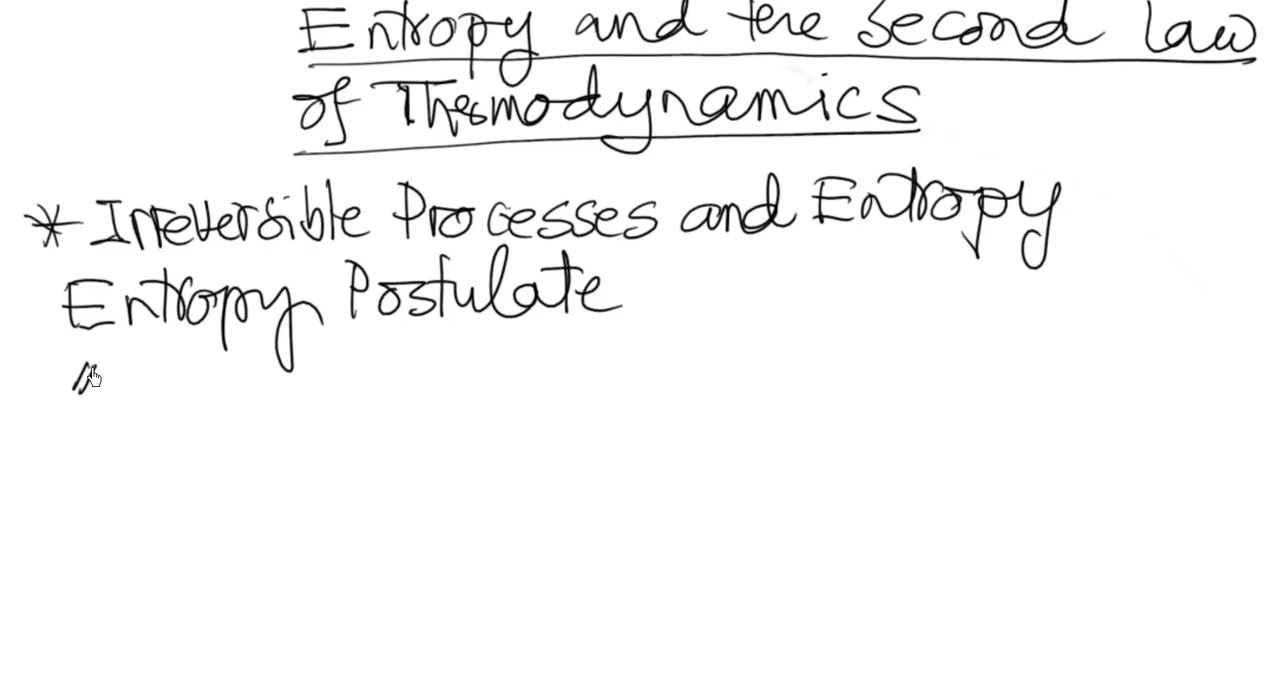 Entropy and the Second Law
of Thermodynamics
* Irreversible Processes and Entropy
Entropy Postulate